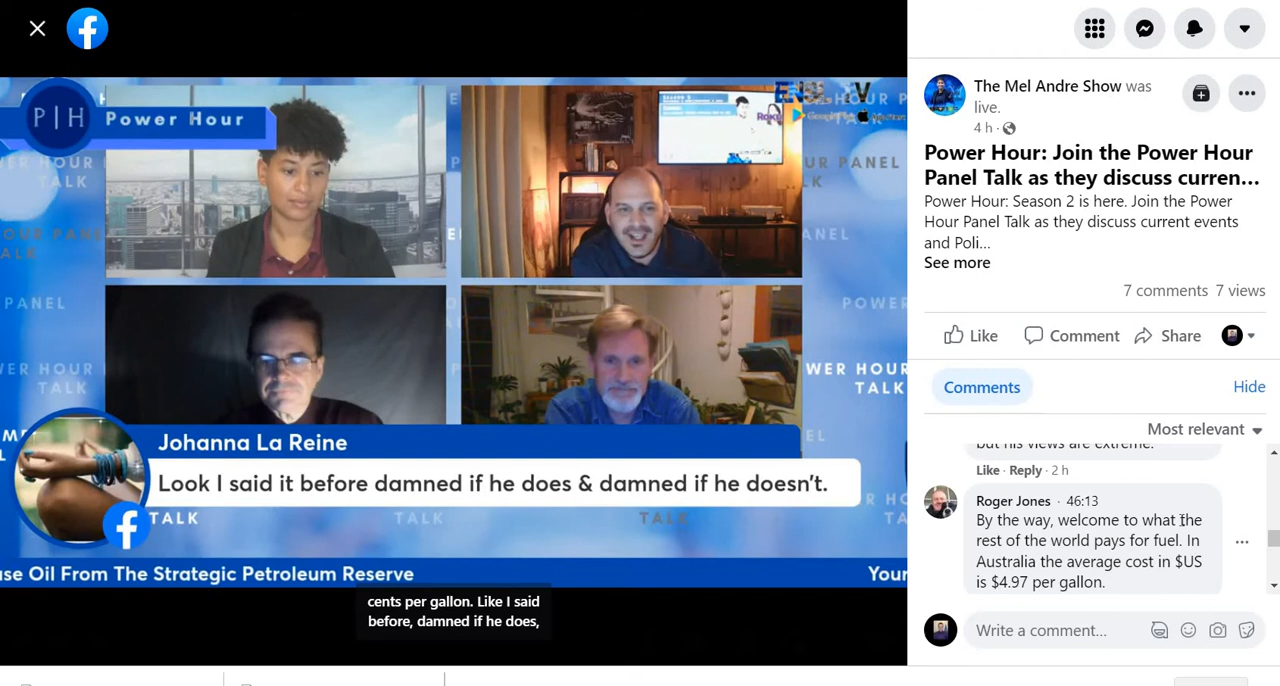 P|H Power Hour
Johanna La Reine
Look I said it before damned if he does & damned if he doesn't.
TALK
TALK
TALK
se Oil From The Strategic Petroleum Reserve
Your
cents per gallon. Like I said
before, damned if he does,
The Mel Andre Show was
live.
4 h ·
Power Hour: Join the Power Hour
Panel Talk as they discuss curren...
Power Hour: Season 2 is here. Join the Power
Hour Panel Talk as they discuss current events
and Poli...
See more
7 comments 7 views
Like Comment Share
Comments Hide
Most relevant
but his views are extreme.
Like · Reply · 2 h
Roger Jones · 46:13
By the way, welcome to what the
rest of the world pays for fuel. In
Australia the average cost in $US
is $4.97 per gallon.
Write a comment...